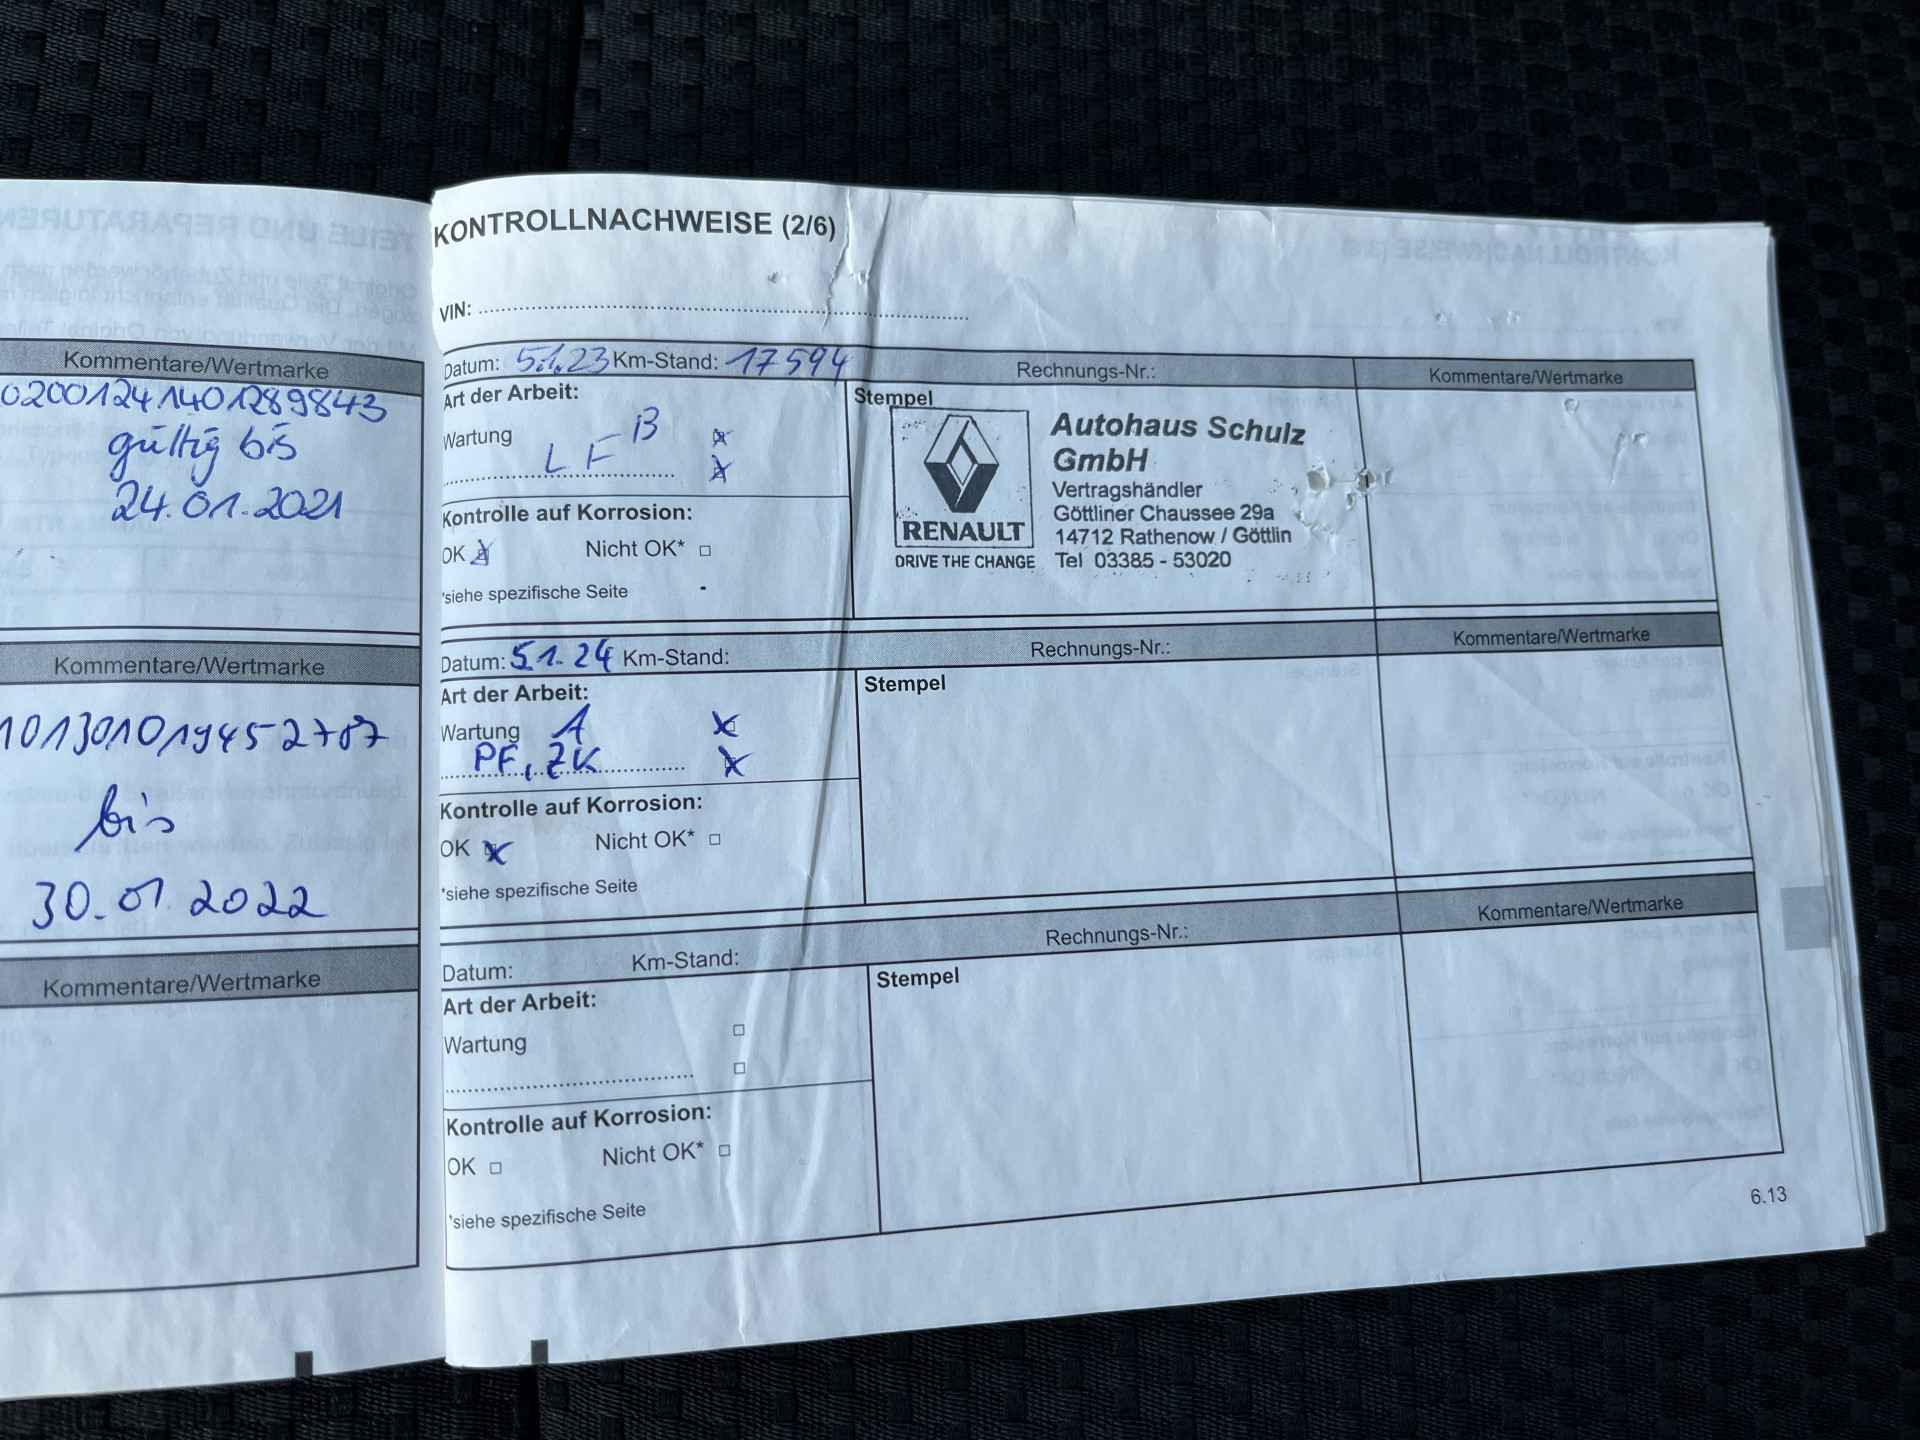 Kommentare/Wertmarke
02001241401289843
gültig bis
24.01.2021
Kommentare/Wertmarke
1013010194452787
bis
30.01.2022
Kommentare/Wertmarke
KONTROLLNACHWEISE (2/6)
VIN:
Datum: 5.1.23 Km-Stand: 17594 Rechnungs-Nr.: Kommentare/Wertmarke
Art der Arbeit:
Wartung B
L F
Kontrolle auf Korrosion:
OK Nicht OK*
*siehe spezifische Seite
Stempel
RENAULT
DRIVE THE CHANGE
Autohaus Schulz
GmbH
Vertragshändler
Göttliner Chaussee 29a
14712 Rathenow / Göttlin
Tel 03385 - 53020
Datum: 5.1.24 Km-Stand: Rechnungs-Nr.: Kommentare/Wertmarke
Art der Arbeit:
Wartung A
PF, ZK
Kontrolle auf Korrosion:
OK Nicht OK*
*siehe spezifische Seite
Stempel
Datum: Km-Stand: Rechnungs-Nr.: Kommentare/Wertmarke
Art der Arbeit:
Wartung
Kontrolle auf Korrosion:
OK Nicht OK*
*siehe spezifische Seite
Stempel
6.13